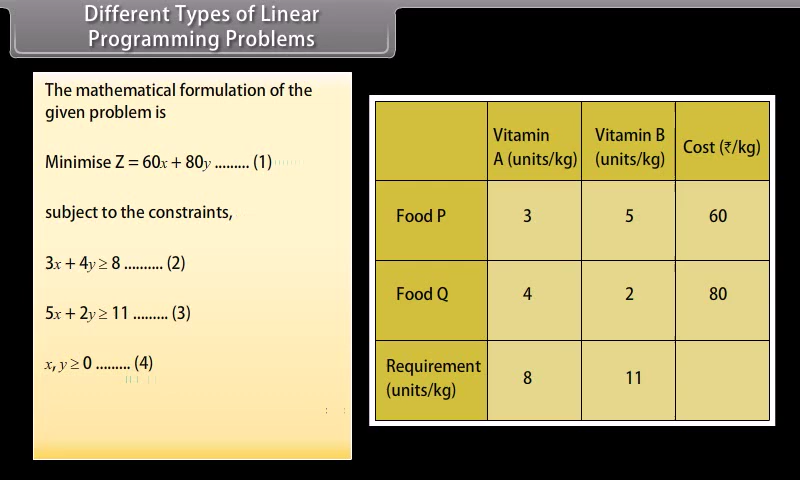 Different Types of Linear
Programming Problems
The mathematical formulation of the
given problem is
Minimise Z = 60x + 80y ......... (1)
subject to the constraints,
3x + 4y ≥ 8 .......... (2)
5x + 2y ≥ 11 ......... (3)
x, y ≥ 0 ......... (4)
Vitamin
A (units/kg)
Vitamin B
(units/kg)
Cost (₹/kg)
Food P 3 5 60
Food Q 4 2 80
Requirement
(units/kg)
8 11